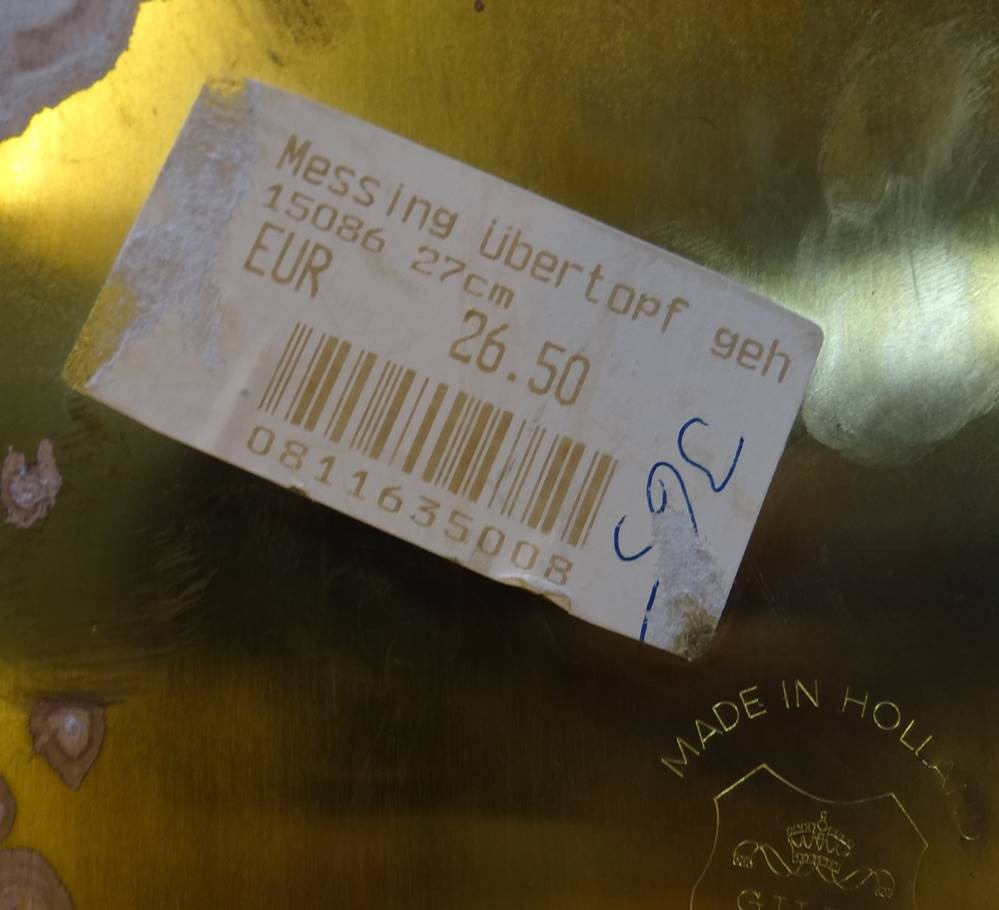 Messing übertopf geh
15086 27cm
EUR 26.50
0811635008
MADE IN HOLLAND